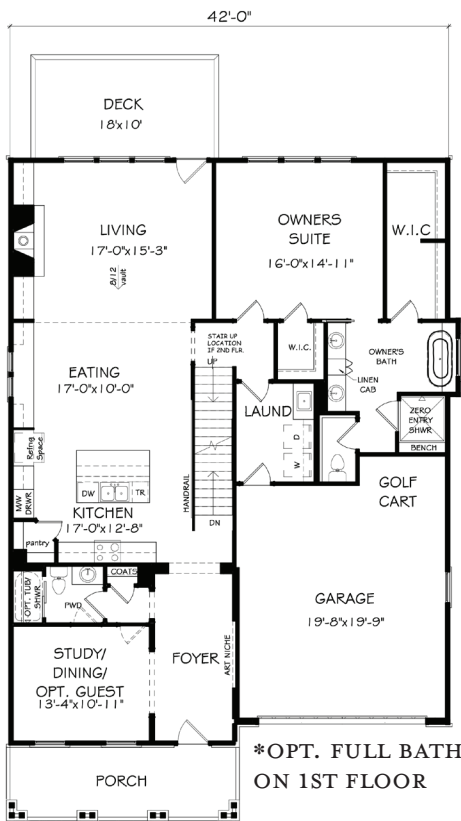 42'-0"
DECK
18'x10'
LIVING
17'-0"x15'-3"
8/12
vault
OWNERS
SUITE
16'-0"x14'-11"
W.I.C
EATING
17'-0"x10'-0"
STAIR UP
LOCATION
IF 2ND FLR.
UP
W.I.C.
OWNER'S
BATH
LINEN
CAB
LAUND
D
W
ZERO
ENTRY
SHWR
BENCH
Refrig
Space
M/W
DRWR
DW
TR.
KITCHEN
17'-0"x12'-8"
pantry
HANDRAIL
DN
GOLF
CART
GARAGE
19'-8"x19'-9"
OPT. TUB/
SHWR
PWD
COATS
STUDY/
DINING/
OPT. GUEST
13'-4"x10'-11"
FOYER
ART NICHE
PORCH
*OPT. FULL BATH
ON 1ST FLOOR